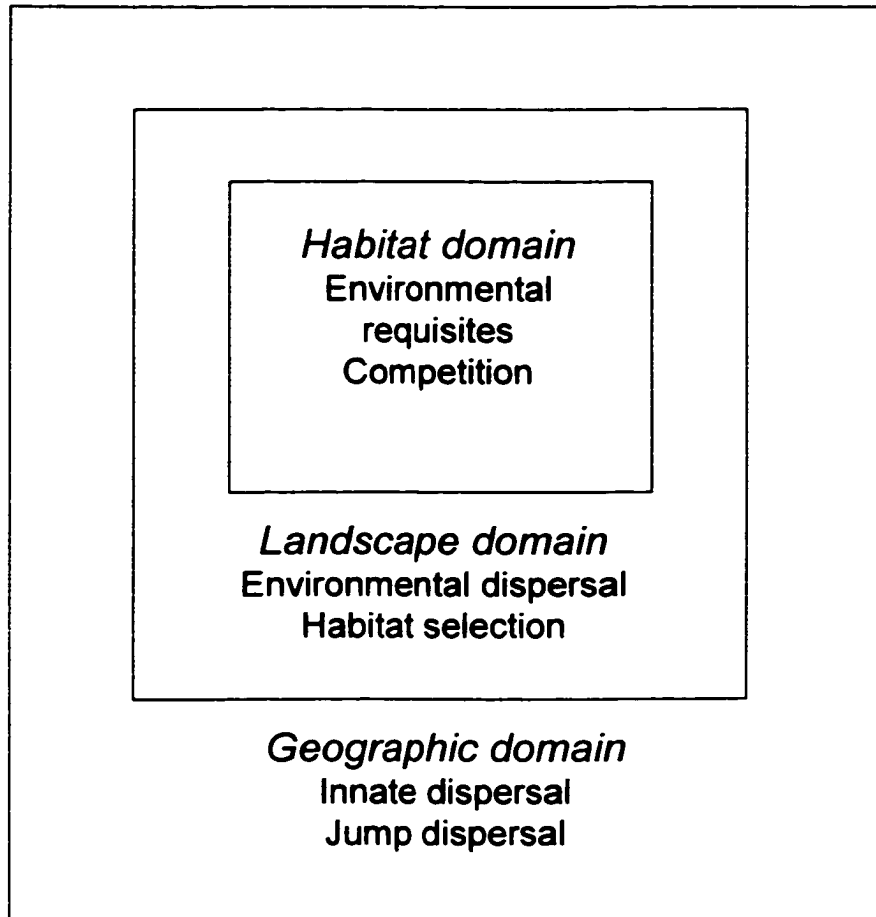 Habitat domain
Environmental
requisites
Competition
Landscape domain
Environmental dispersal
Habitat selection
Geographic domain
Innate dispersal
Jump dispersal